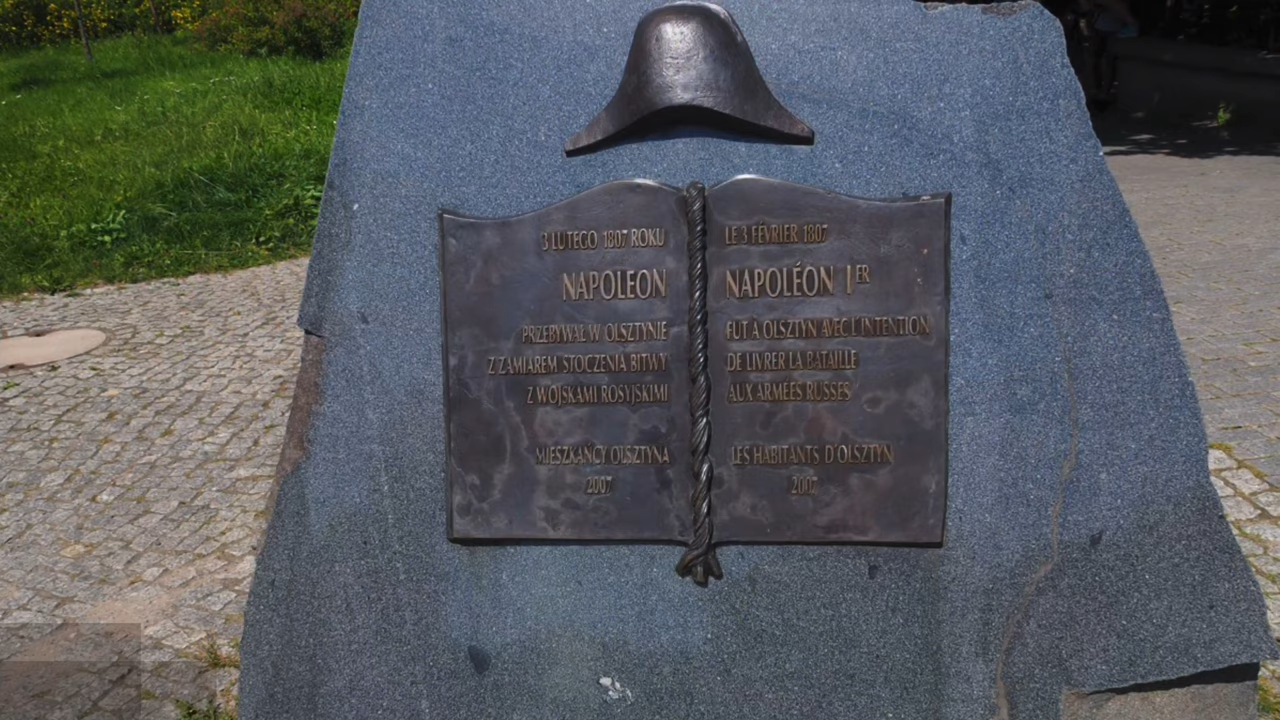 3 LUTEGO 1807 ROKU
NAPOLEON
PRZEBYWAŁ W OLSZTYNIE
Z ZAMIAREM STOCZENIA BITWY
Z WOJSKAMI ROSYJSKIMI
MIESZKAŃCY OLSZTYNA
2007
LE 3 FÉVRIER 1807
NAPOLÉON IER
FUT A OLSZTYN AVEC L'INTENTION
DE LIVRER LA BATAILLE
AUX ARMÉES RUSSES
LES HABITANTS D'OLSZTYN
2007